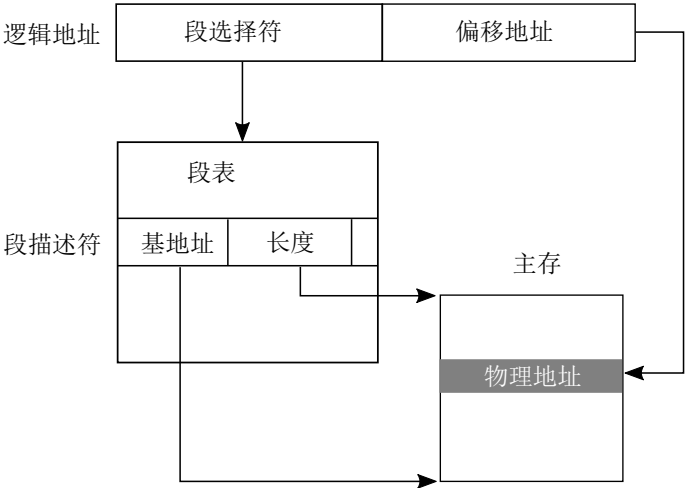 逻辑地址
段选择符
偏移地址
段表
段描述符
基地址
长度
主存
物理地址